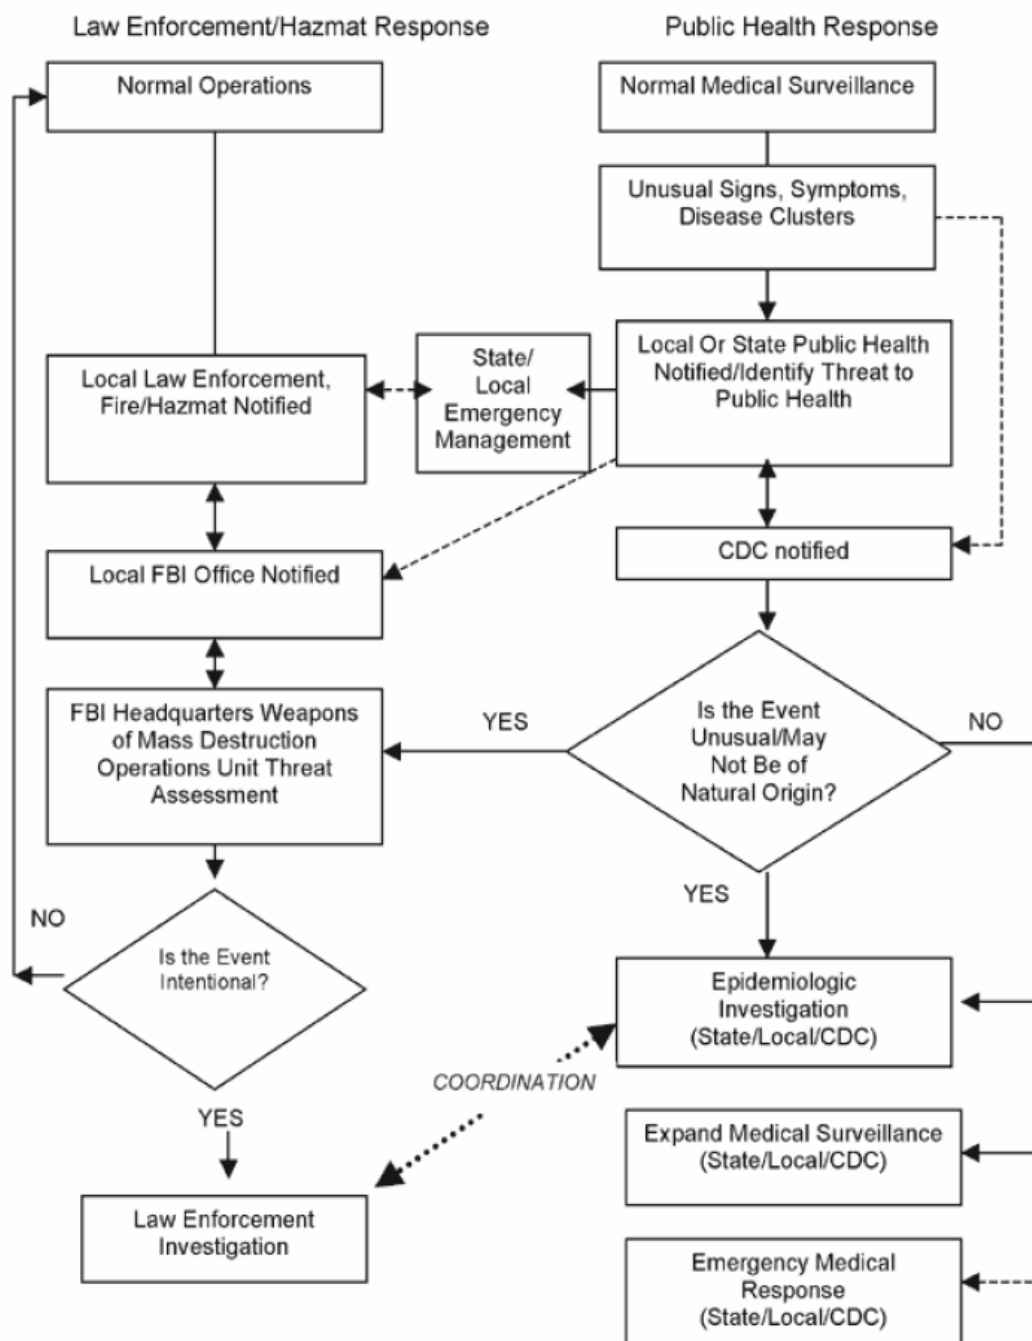 Law Enforcement/Hazmat Response
Public Health Response
Normal Operations
Normal Medical Surveillance
Unusual Signs, Symptoms,
Disease Clusters
Local Law Enforcement,
Fire/Hazmat Notified
State/
Local
Emergency
Management
Local Or State Public Health
Notified/Identify Threat to
Public Health
Local FBI Office Notified
CDC notified
FBI Headquarters Weapons
of Mass Destruction
Operations Unit Threat
Assessment
YES
Is the Event
Unusual/May
Not Be of
Natural Origin?
NO
YES
NO
Is the Event
Intentional?
Epidemiologic
Investigation
(State/Local/CDC)
COORDINATION
YES
Expand Medical Surveillance
(State/Local/CDC)
Law Enforcement
Investigation
Emergency Medical
Response
(State/Local/CDC)